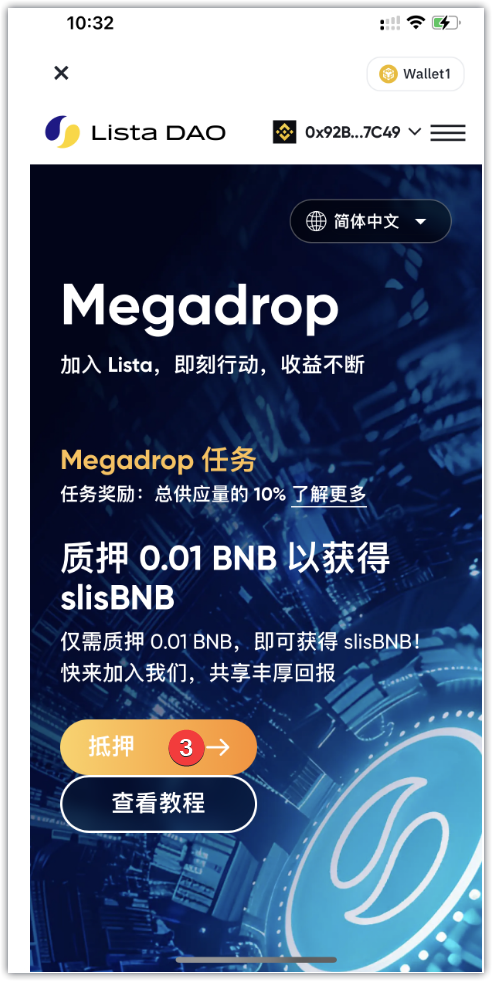 10:32
Wallet1
Lista DAO
0x92B...7C49
简体中文
Megadrop
加入 Lista，即刻行动，收益不断
Megadrop 任务
任务奖励：总供应量的 10% 了解更多
质押 0.01 BNB 以获得
slisBNB
仅需质押 0.01 BNB，即可获得 slisBNB！
快来加入我们，共享丰厚回报
抵押 3
查看教程